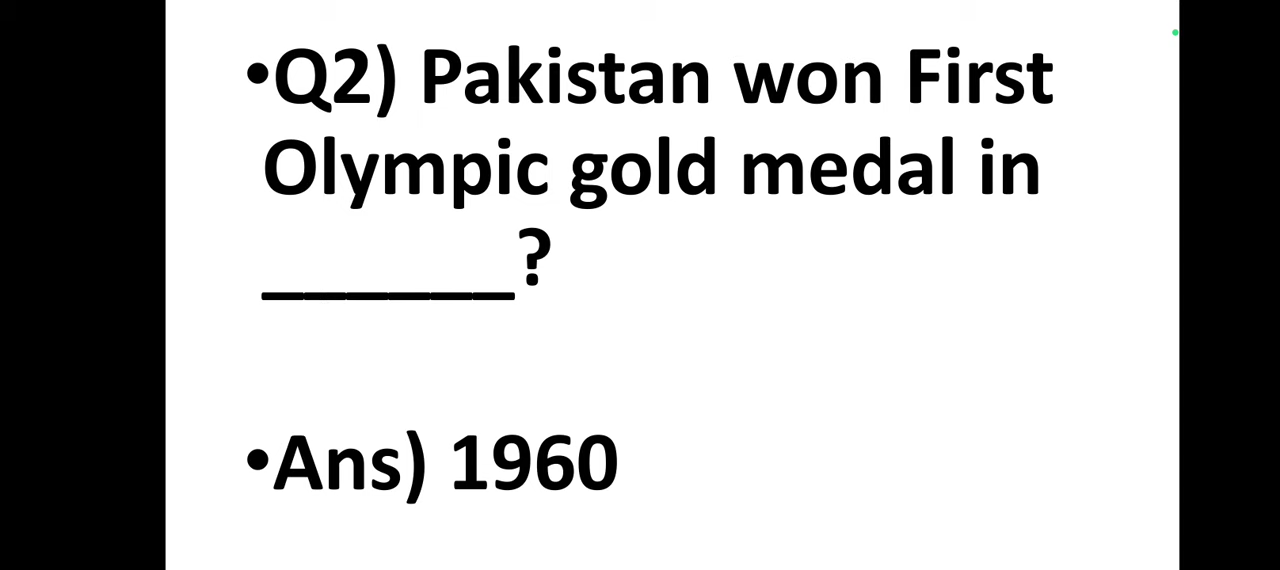 •Q2) Pakistan won First
Olympic gold medal in
______?
•Ans) 1960